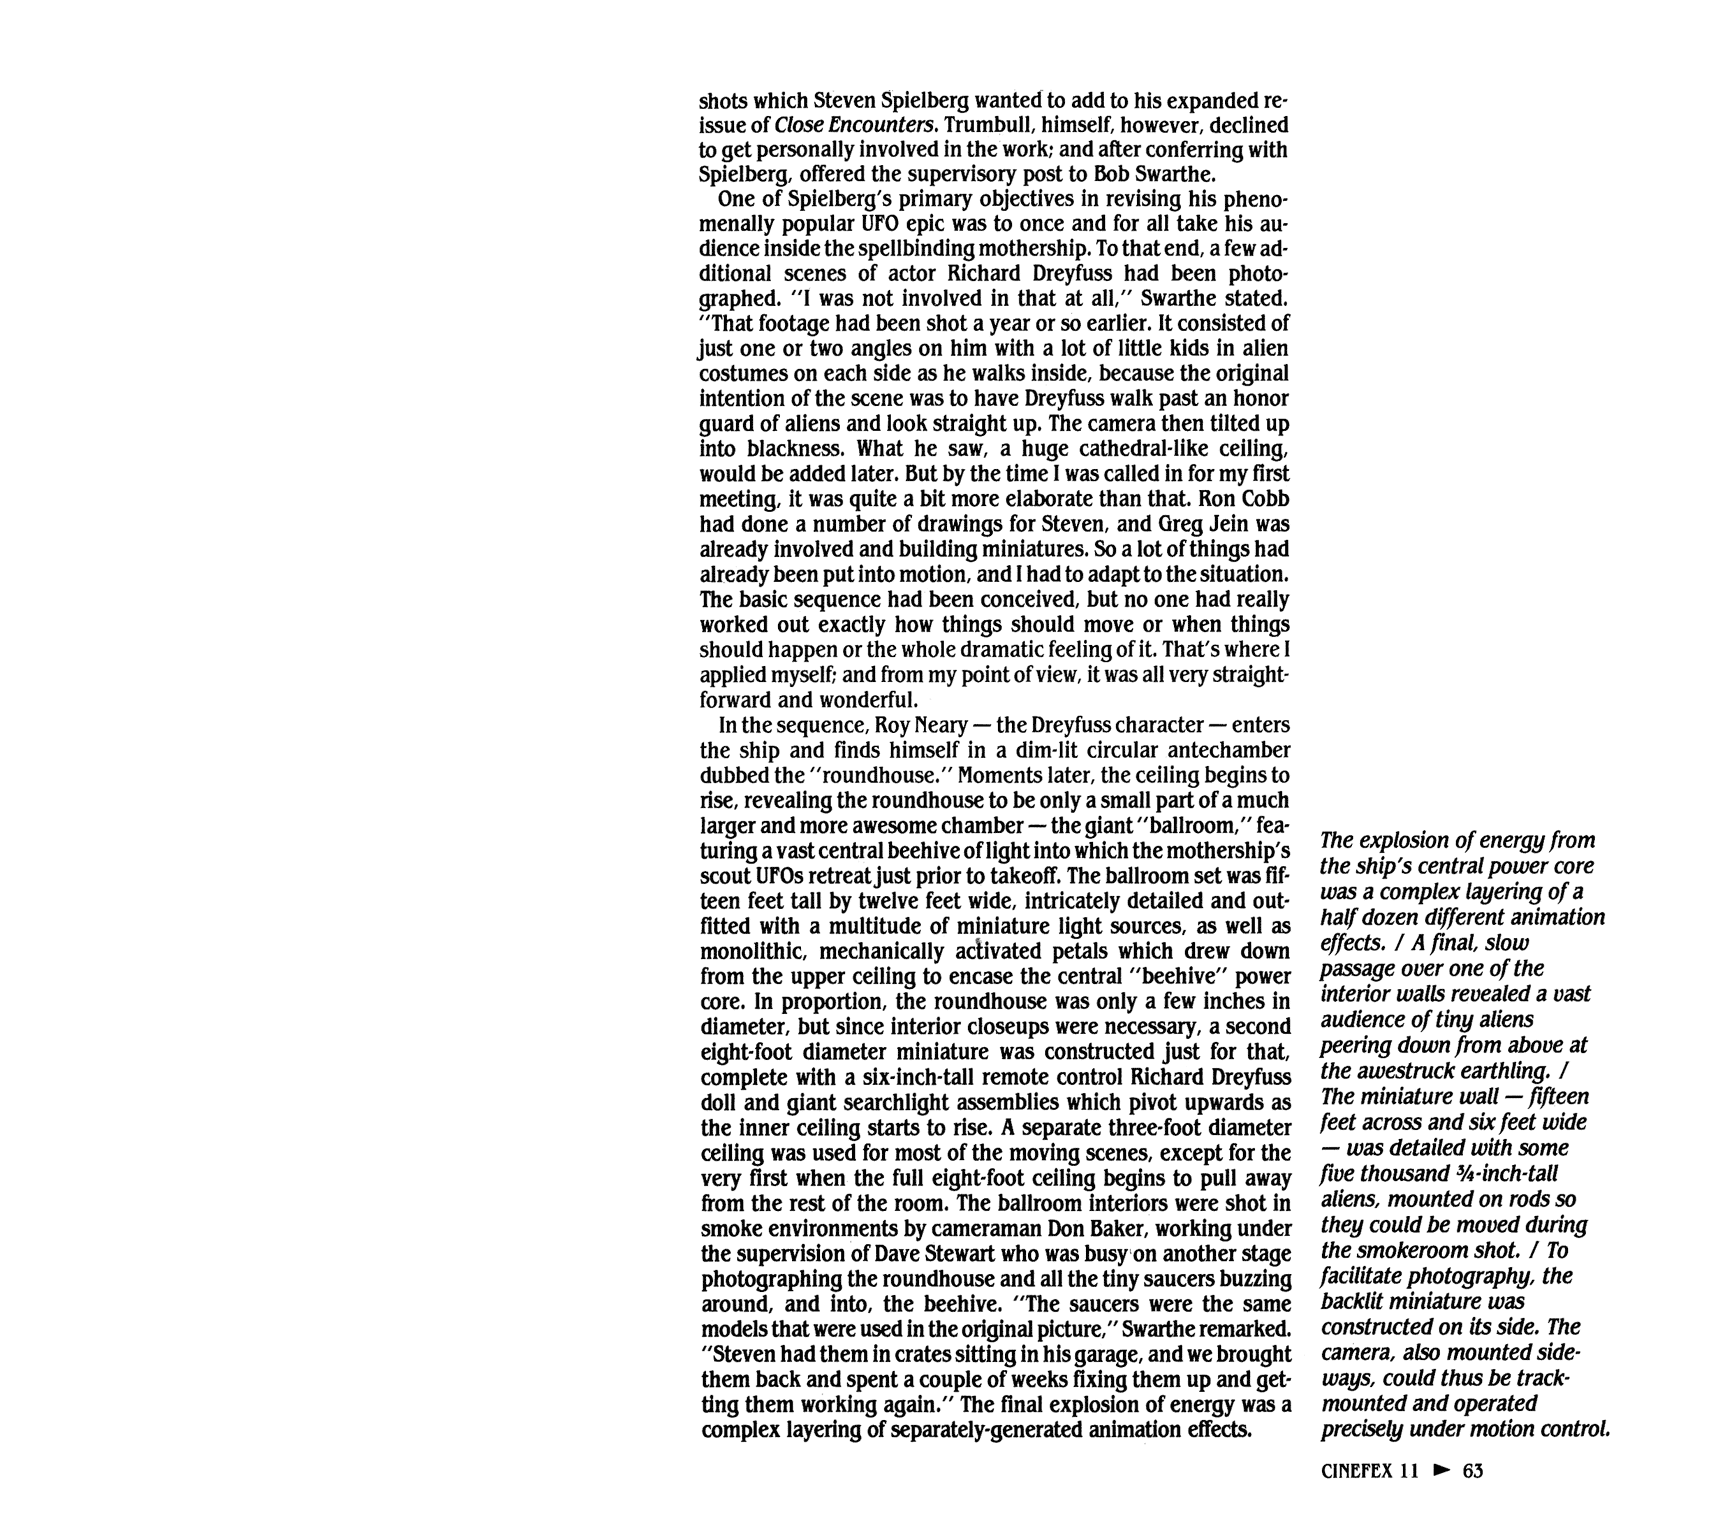 shots which Steven Spielberg wanted to add to his expanded re-
issue of Close Encounters. Trumbull, himself, however, declined
to get personally involved in the work; and after conferring with
Spielberg, offered the supervisory post to Bob Swarthe.
One of Spielberg's primary objectives in revising his pheno-
menally popular UFO epic was to once and for all take his au-
dience inside the spellbinding mothership. To that end, a few ad-
ditional scenes of actor Richard Dreyfuss had been photo-
graphed. "I was not involved in that at all," Swarthe stated.
"That footage had been shot a year or so earlier. It consisted of
just one or two angles on him with a lot of little kids in alien
costumes on each side as he walks inside, because the original
intention of the scene was to have Dreyfuss walk past an honor
guard of aliens and look straight up. The camera then tilted up
into blackness. What he saw, a huge cathedral-like ceiling,
would be added later. But by the time I was called in for my first
meeting, it was quite a bit more elaborate than that. Ron Cobb
had done a number of drawings for Steven, and Greg Jein was
already involved and building miniatures. So a lot of things had
already been put into motion, and I had to adapt to the situation.
The basic sequence had been conceived, but no one had really
worked out exactly how things should move or when things
should happen or the whole dramatic feeling of it. That's where I
applied myself; and from my point of view, it was all very straight-
forward and wonderful.
In the sequence, Roy Neary — the Dreyfuss character — enters
the ship and finds himself in a dim-lit circular antechamber
dubbed the "roundhouse." Moments later, the ceiling begins to
rise, revealing the roundhouse to be only a small part of a much
larger and more awesome chamber — the giant "ballroom," fea-
turing a vast central beehive of light into which the mothership's
scout UFOs retreat just prior to takeoff. The ballroom set was fif-
teen feet tall by twelve feet wide, intricately detailed and out-
fitted with a multitude of miniature light sources, as well as
monolithic, mechanically activated petals which drew down
from the upper ceiling to encase the central "beehive" power
core. In proportion, the roundhouse was only a few inches in
diameter, but since interior closeups were necessary, a second
eight-foot diameter miniature was constructed just for that,
complete with a six-inch-tall remote control Richard Dreyfuss
doll and giant searchlight assemblies which pivot upwards as
the inner ceiling starts to rise. A separate three-foot diameter
ceiling was used for most of the moving scenes, except for the
very first when the full eight-foot ceiling begins to pull away
from the rest of the room. The ballroom interiors were shot in
smoke environments by cameraman Don Baker, working under
the supervision of Dave Stewart who was busy on another stage
photographing the roundhouse and all the tiny saucers buzzing
around, and into, the beehive. "The saucers were the same
models that were used in the original picture," Swarthe remarked.
"Steven had them in crates sitting in his garage, and we brought
them back and spent a couple of weeks fixing them up and get-
ting them working again." The final explosion of energy was a
complex layering of separately-generated animation effects.
The explosion of energy from
the ship's central power core
was a complex layering of a
half dozen different animation
effects. / A final, slow
passage over one of the
interior walls revealed a vast
audience of tiny aliens
peering down from above at
the awestruck earthling. /
The miniature wall — fifteen
feet across and six feet wide
— was detailed with some
five thousand ¾-inch-tall
aliens, mounted on rods so
they could be moved during
the smokeroom shot. / To
facilitate photography, the
backlit miniature was
constructed on its side. The
camera, also mounted side-
ways, could thus be track-
mounted and operated
precisely under motion control.
CINEFEX 11 ► 63